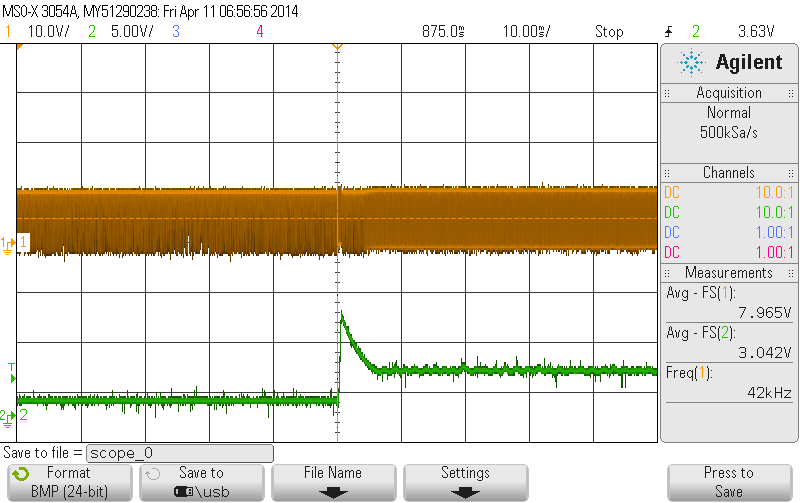 MSO-X 3054A, MY51290238: Fri Apr 11 06:56:56 2014
1 10.0V/ 2 5.00V/ 3 4 875.0ms 10.00ms/ Stop 2 3.63V
Agilent
Acquisition
Normal
500kSa/s
Channels
DC 10.0:1
DC 10.0:1
DC 1.00:1
DC 1.00:1
Measurements
Avg - FS(1):
7.965V
Avg - FS(2):
3.042V
Freq(1):
42kHz
1 1
T
2 2
Save to file = scope_0
Format
BMP (24-bit)
Save to
\usb
File Name
Settings
Press to
Save